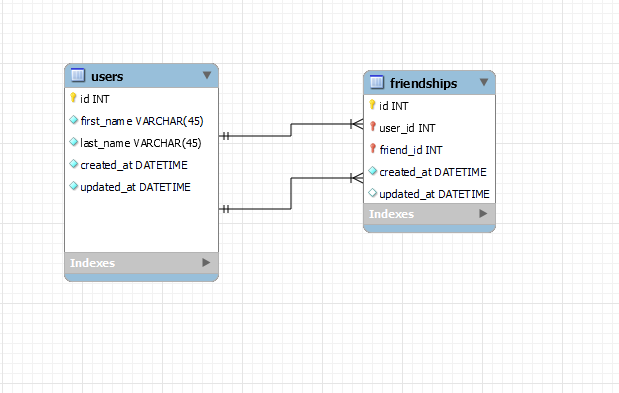 users
id INT
first_name VARCHAR(45)
last_name VARCHAR(45)
created_at DATETIME
updated_at DATETIME
Indexes
friendships
id INT
user_id INT
friend_id INT
created_at DATETIME
updated_at DATETIME
Indexes